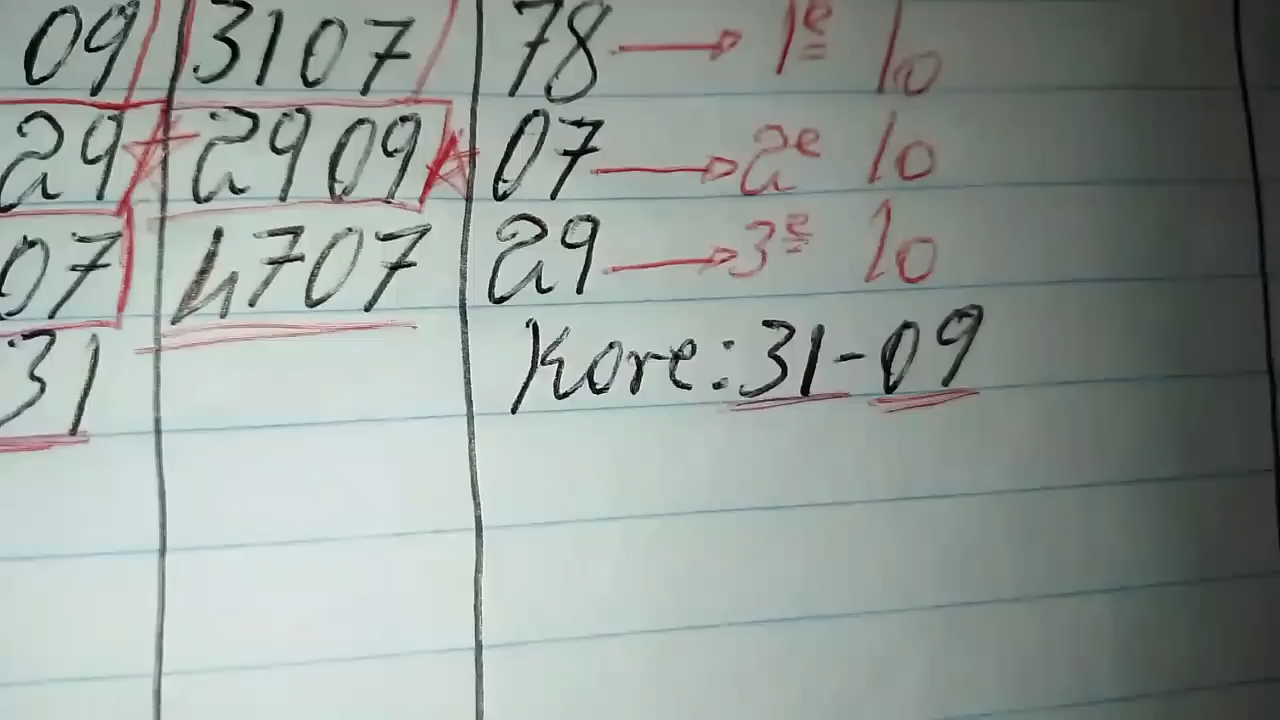 09 3107 78 → 1e lo
29 2909 07 → 2e lo
07 4707 29 → 3e lo
31 Kore: 31-09